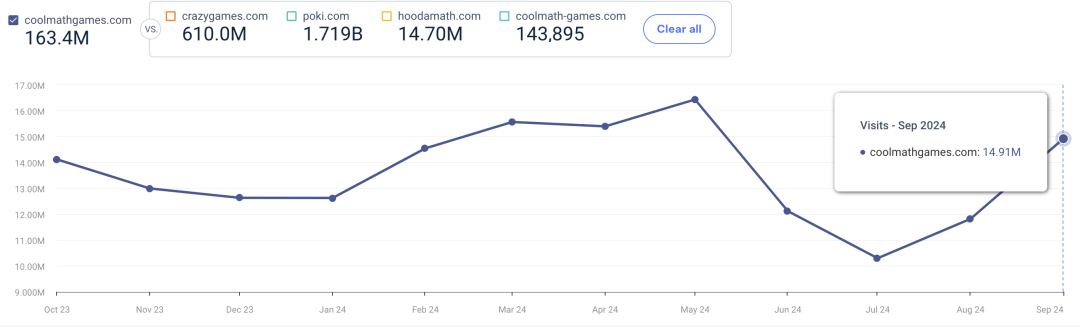 coolmathgames.com
163.4M
VS.
crazygames.com
610.0M
poki.com
1.719B
hoodamath.com
14.70M
coolmath-games.com
143,895
Clear all
17.00M
16.00M
15.00M
14.00M
13.00M
12.00M
11.00M
10.00M
9.000M
Visits - Sep 2024
coolmathgames.com: 14.91M
Oct 23 Nov 23 Dec 23 Jan 24 Feb 24 Mar 24 Apr 24 May 24 Jun 24 Jul 24 Aug 24 Sep 24